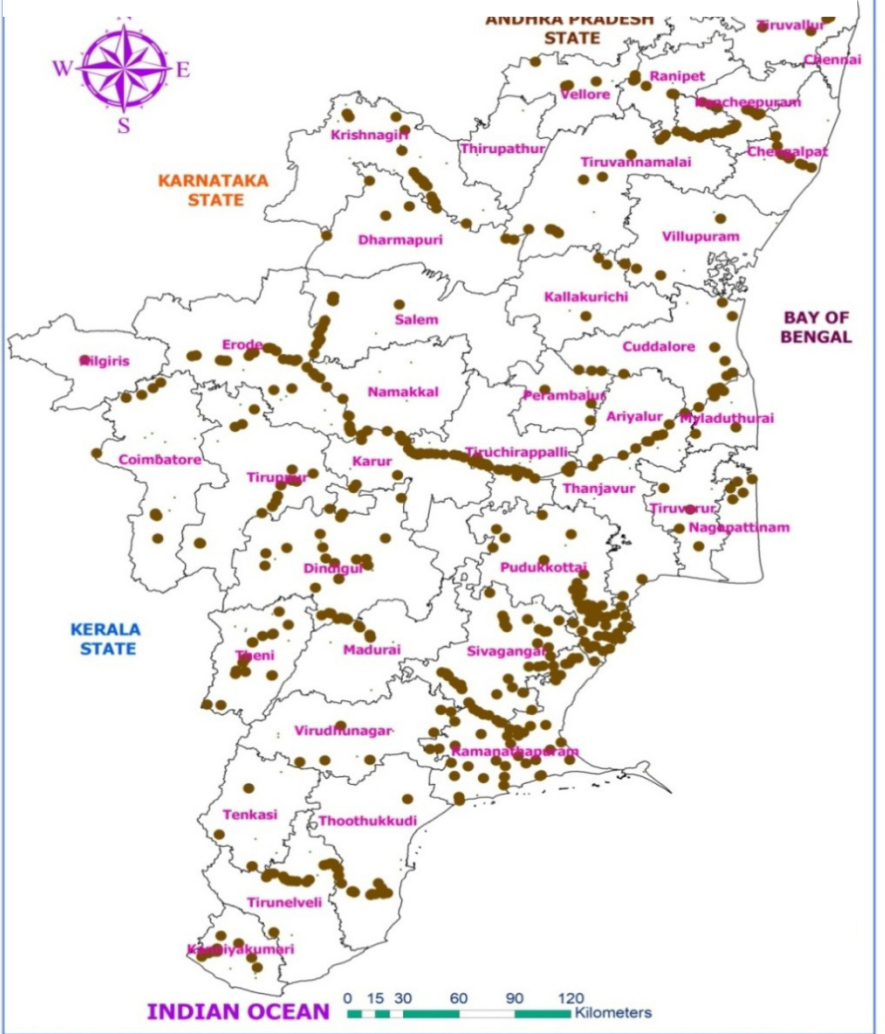 N
W E
S
ANDHRA PRADESH
STATE
Tiruvallur
Chennai
Ranipet
Vellore
Kancheepuram
Krishnagiri
Thirupathur
Tiruvannamalai
Chengalpat
KARNATAKA
STATE
Dharmapuri
Villupuram
Kallakurichi
BAY OF
BENGAL
Salem
Erode
Cuddalore
Nilgiris
Namakkal
Perambalur
Ariyalur
Myladuthurai
Coimbatore
Tiruppur
Karur
Tiruchirappalli
Thanjavur
Tiruvarur
Nagapattinam
Dindigul
Pudukkottai
KERALA
STATE
Theni
Madurai
Sivagangai
Virudhunagar
Ramanathapuram
Tenkasi
Thoothukkudi
Tirunelveli
Kanniyakumari
INDIAN OCEAN
0 15 30 60 90 120
Kilometers